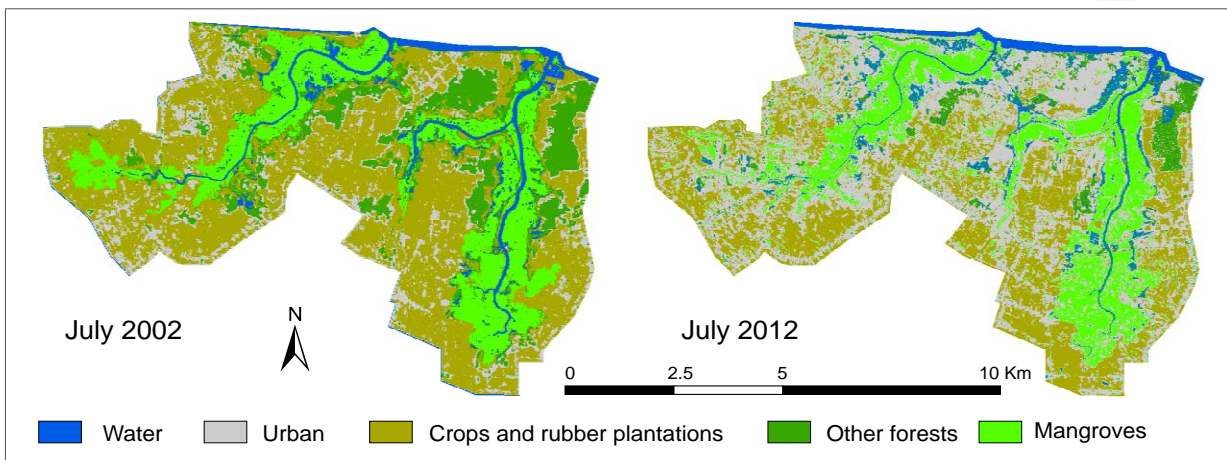 July 2002
N
July 2012
0 2.5 5 10 Km
Water Urban Crops and rubber plantations Other forests Mangroves